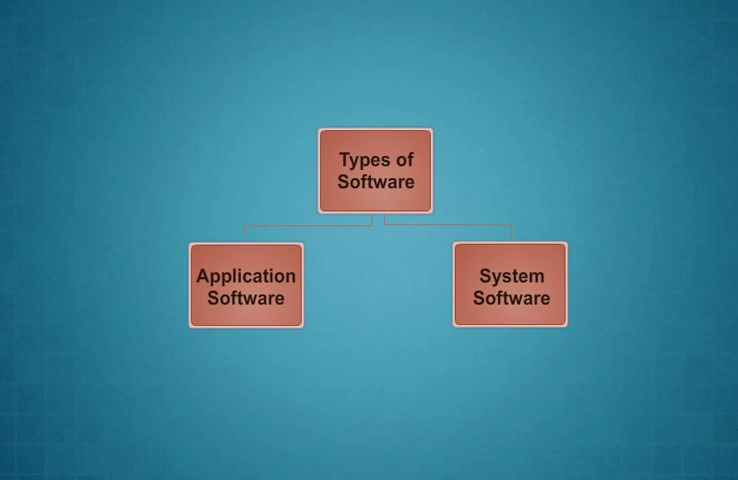 Types of
Software
Application
Software
System
Software